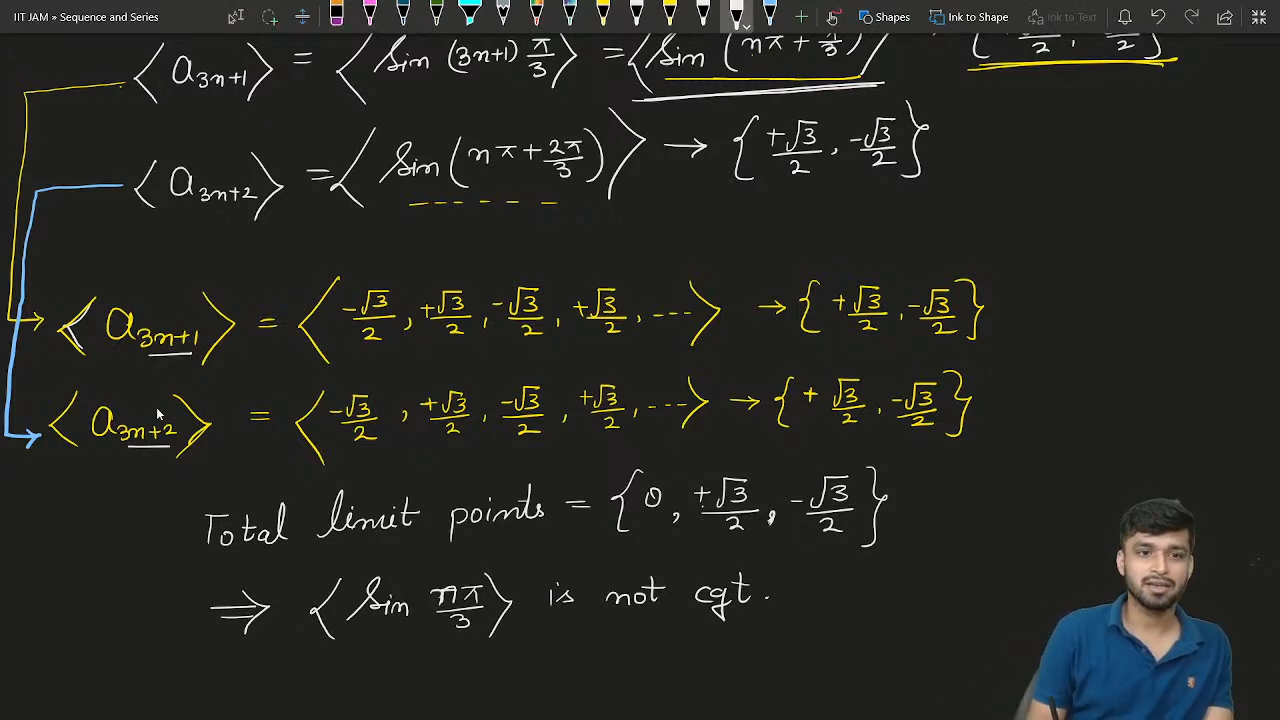 IIT JAM » Sequence and Series
Shapes
Ink to Shape
Ink to Text
⟨a₃ₙ₊₁⟩ = ⟨Sin (3n+1) π/3⟩ = ⟨Sin (nπ + π/3)⟩
⟨a₃ₙ₊₂⟩ = ⟨Sin (nπ + 2π/3)⟩ → {+√3/2, -√3/2}
⟨a₃ₙ₊₁⟩ = ⟨-√3/2, +√3/2, -√3/2, +√3/2, ---⟩ → {+√3/2, -√3/2}
⟨a₃ₙ₊₂⟩ = ⟨-√3/2, +√3/2, -√3/2, +√3/2, ---⟩ → {+√3/2, -√3/2}
Total limit points = {0, +√3/2, -√3/2}
⇒ ⟨Sin nπ/3⟩ is not cgt.